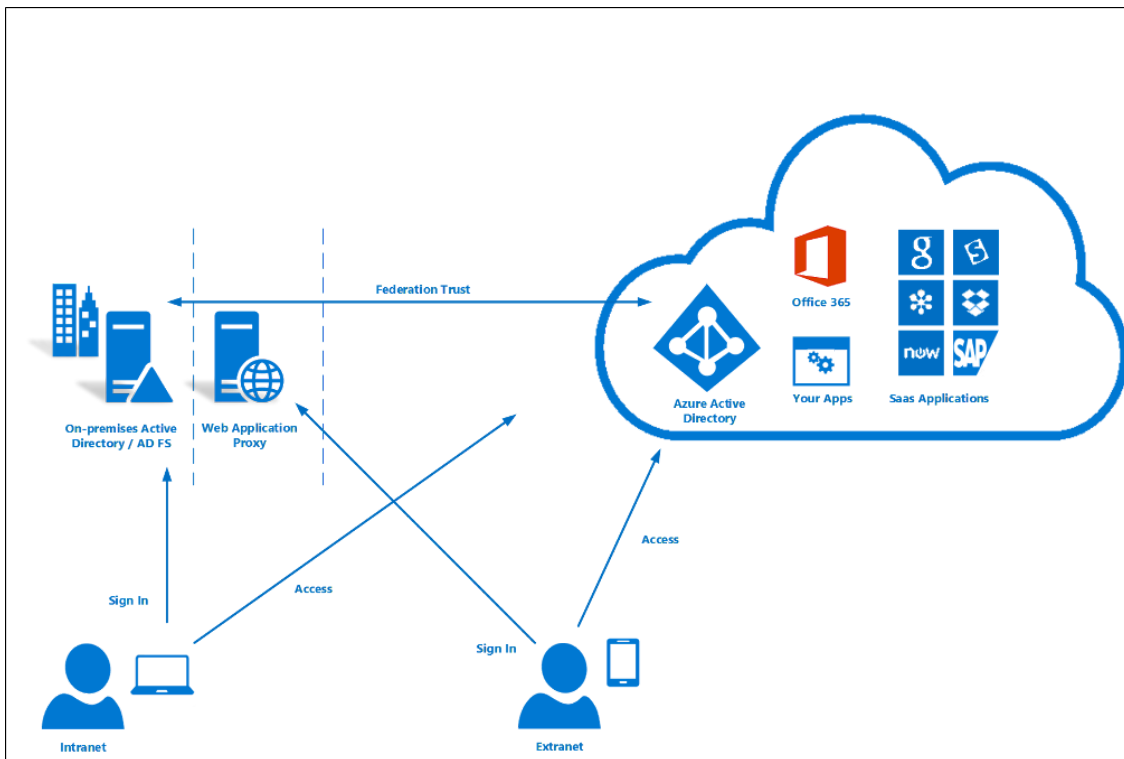 Federation Trust
Office 365
On-premises Active
Directory / AD FS
Web Application
Proxy
Azure Active
Directory
Your Apps
Saas Applications
g
S
now
SAP
Sign In
Access
Sign In
Access
Intranet
Extranet